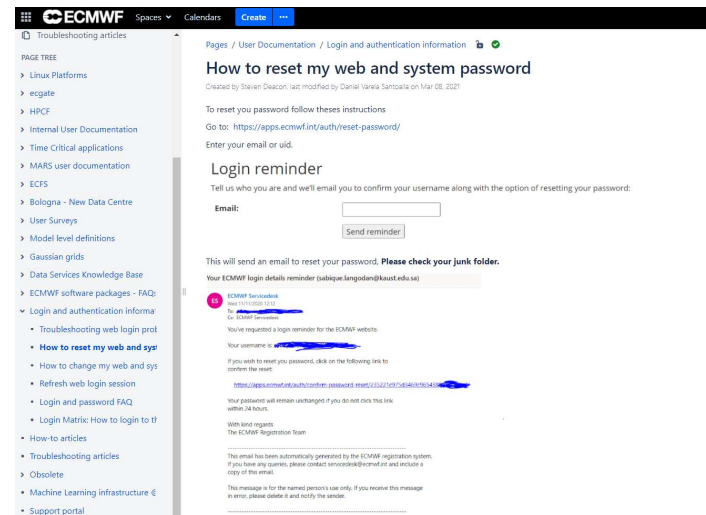 ECMWF Spaces Calendars Create ...
Troubleshooting articles
PAGE TREE
Linux Platforms
ecgate
HPCF
Internal User Documentation
Time Critical applications
MARS user documentation
ECFS
Bologna - New Data Centre
User Surveys
Model level definitions
Gaussian grids
Data Services Knowledge Base
ECMWF software packages - FAQs
Login and authentication informat
Troubleshooting web login prob
How to reset my web and syst
How to change my web and sys
Refresh web login session
Login and password FAQ
Login Matrix: How to login to th
How-to articles
Troubleshooting articles
Obsolete
Machine Learning infrastructure
Support portal
Pages / User Documentation / Login and authentication information
How to reset my web and system password
Created by Steven Deacon, last modified by Daniel Varela Santoalla on Mar 08, 2021
To reset you password follow theses instructions
Go to: https://apps.ecmwf.int/auth/reset-password/
Enter your email or uid.
Login reminder
Tell us who you are and we'll email you to confirm your username along with the option of resetting your password:
Email:
Send reminder
This will send an email to reset your password, Please check your junk folder.
Your ECMWF login details reminder (sabique.langodan@kaust.edu.sa)
ES
ECMWF Servicedesk
Wed 11/11/2020 12:12
To:
Cc: ECMWF Servicedesk
You've requested a login reminder for the ECMWF website.
Your username is:
If you wish to reset you password, click on the following link to
confirm the reset:
https://apps.ecmwf.int/auth/confirm-password-reset/
Your password will remain unchanged if you do not click this link
within 24 hours.
With kind regards
The ECMWF Registration Team
This email has been automatically generated by the ECMWF registration system.
If you have any queries, please contact servicedesk@ecmwf.int and include a
copy of this email.
This message is for the named person's use only. If you receive this message
in error, please delete it and notify the sender.